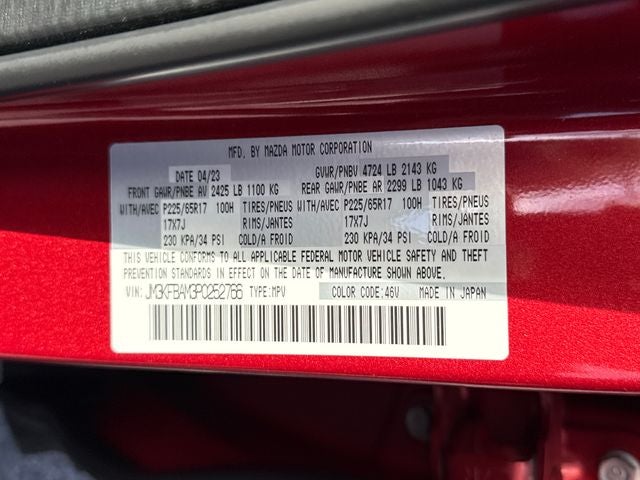 MFD. BY MAZDA MOTOR CORPORATION
DATE 04/23 GVWR/PNBV 4724 LB 2143 KG
FRONT GAWR/PNBE AV 2425 LB 1100 KG REAR GAWR/PNBE AR 2299 LB 1043 KG
WITH/AVEC P225/65R17 100H TIRES/PNEUS WITH/AVEC P225/65R17 100H TIRES/PNEUS
17X7J RIMS/JANTES 17X7J RIMS/JANTES
230 KPA/34 PSI COLD/A FROID 230 KPA/34 PSI COLD/A FROID
THIS VEHICLE CONFORMS TO ALL APPLICABLE FEDERAL MOTOR VEHICLE SAFETY AND THEFT
PREVENTION STANDARDS IN EFFECT ON THE DATE OF MANUFACTURE SHOWN ABOVE.
VIN: JM3KFBAM3P0252766 TYPE:MPV COLOR CODE:46V MADE IN JAPAN